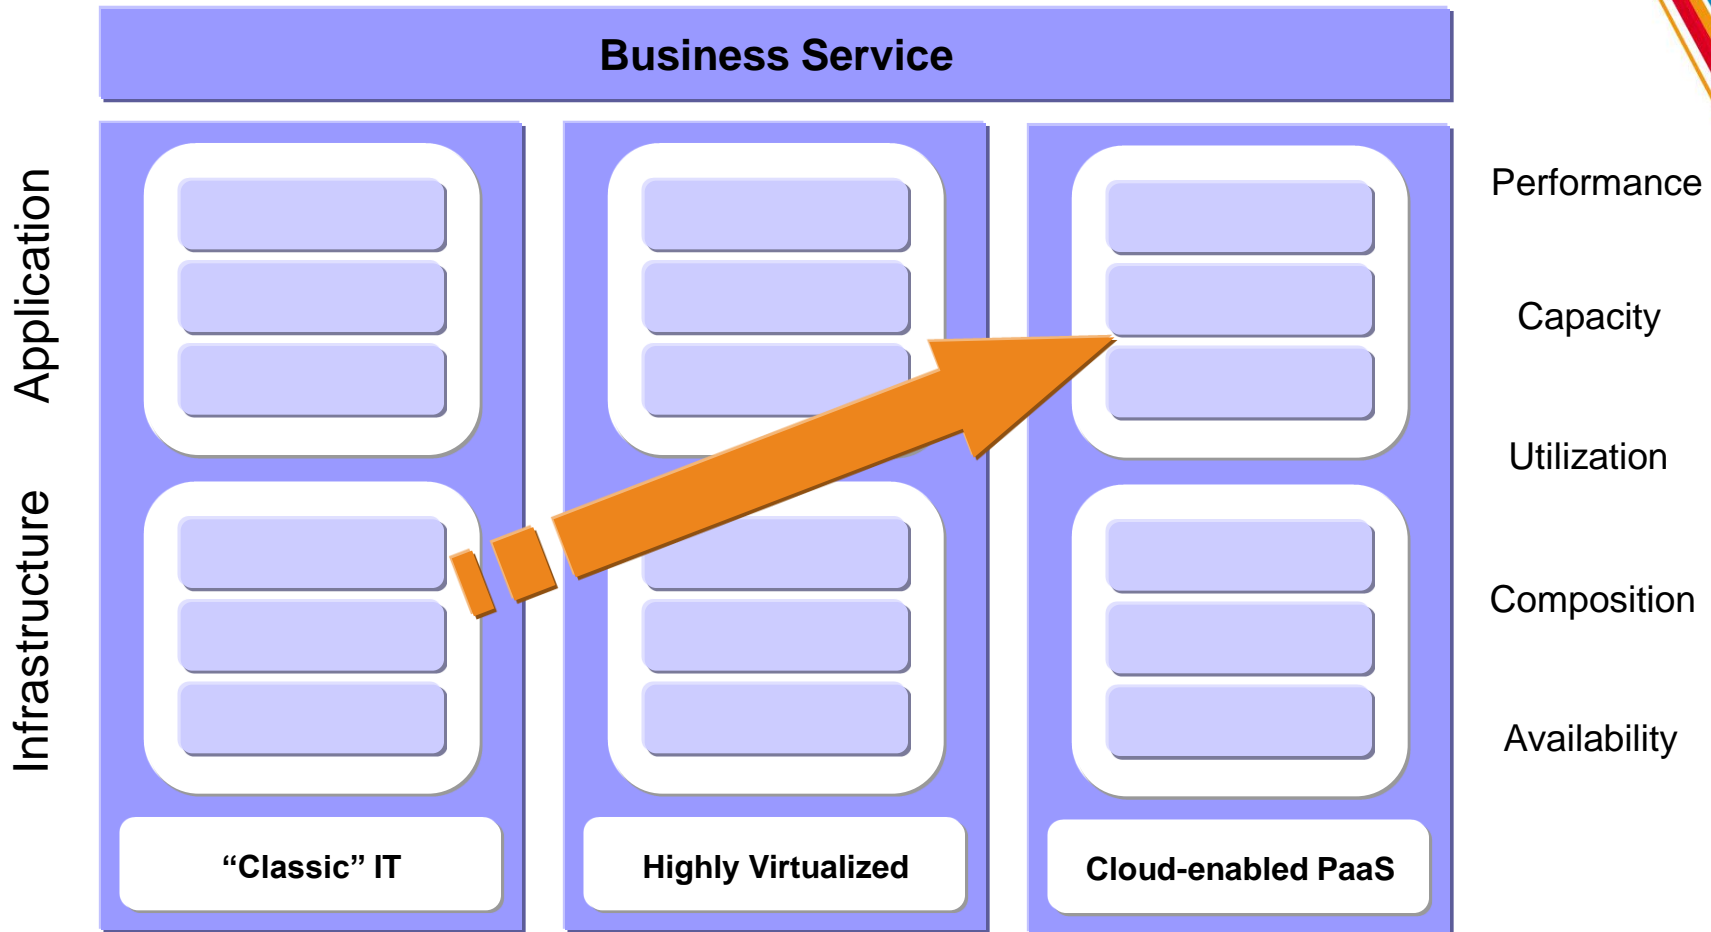 Business Service
Application
Infrastructure
“Classic” IT
Highly Virtualized
Cloud-enabled PaaS
Performance
Capacity
Utilization
Composition
Availability